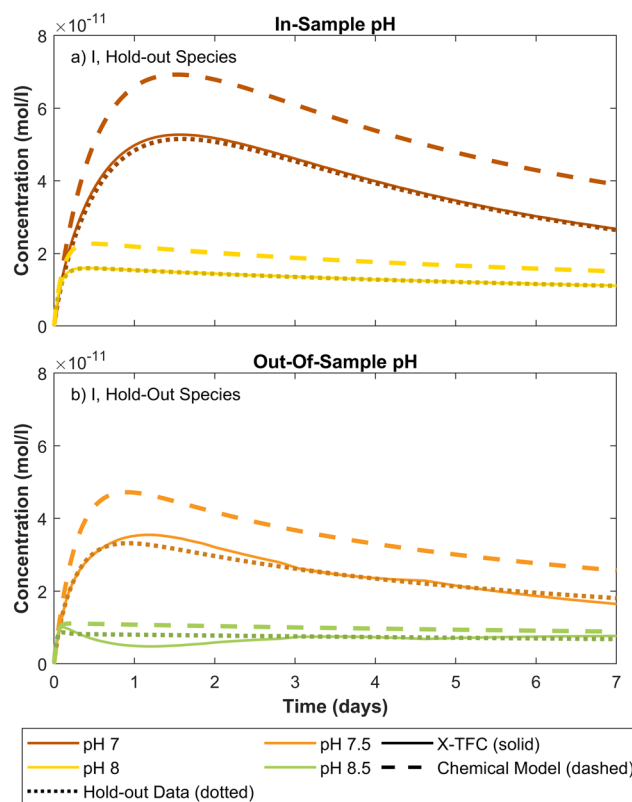 In-Sample pH
×10-11
a) I, Hold-out Species
Concentration (mol/l)
8
6
4
2
0
Out-Of-Sample pH
×10-11
b) I, Hold-Out Species
Concentration (mol/l)
8
6
4
2
0
0 1 2 3 4 5 6 7
Time (days)
pH 7 pH 7.5 X-TFC (solid)
pH 8 pH 8.5 Chemical Model (dashed)
Hold-out Data (dotted)